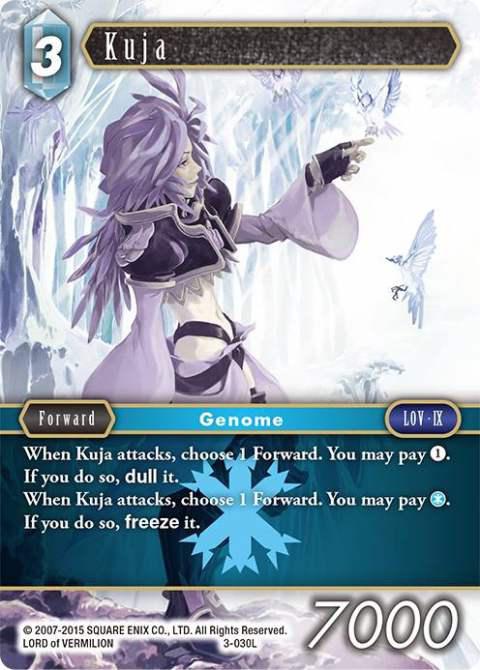 3
Kuja
Forward
Genome
LOV · IX
When Kuja attacks, choose 1 Forward. You may pay ❶.
If you do so, dull it.
When Kuja attacks, choose 1 Forward. You may pay .
If you do so, freeze it.
7000
© 2007-2015 SQUARE ENIX CO., LTD. All Rights Reserved.
LORD of VERMILION
3-030L